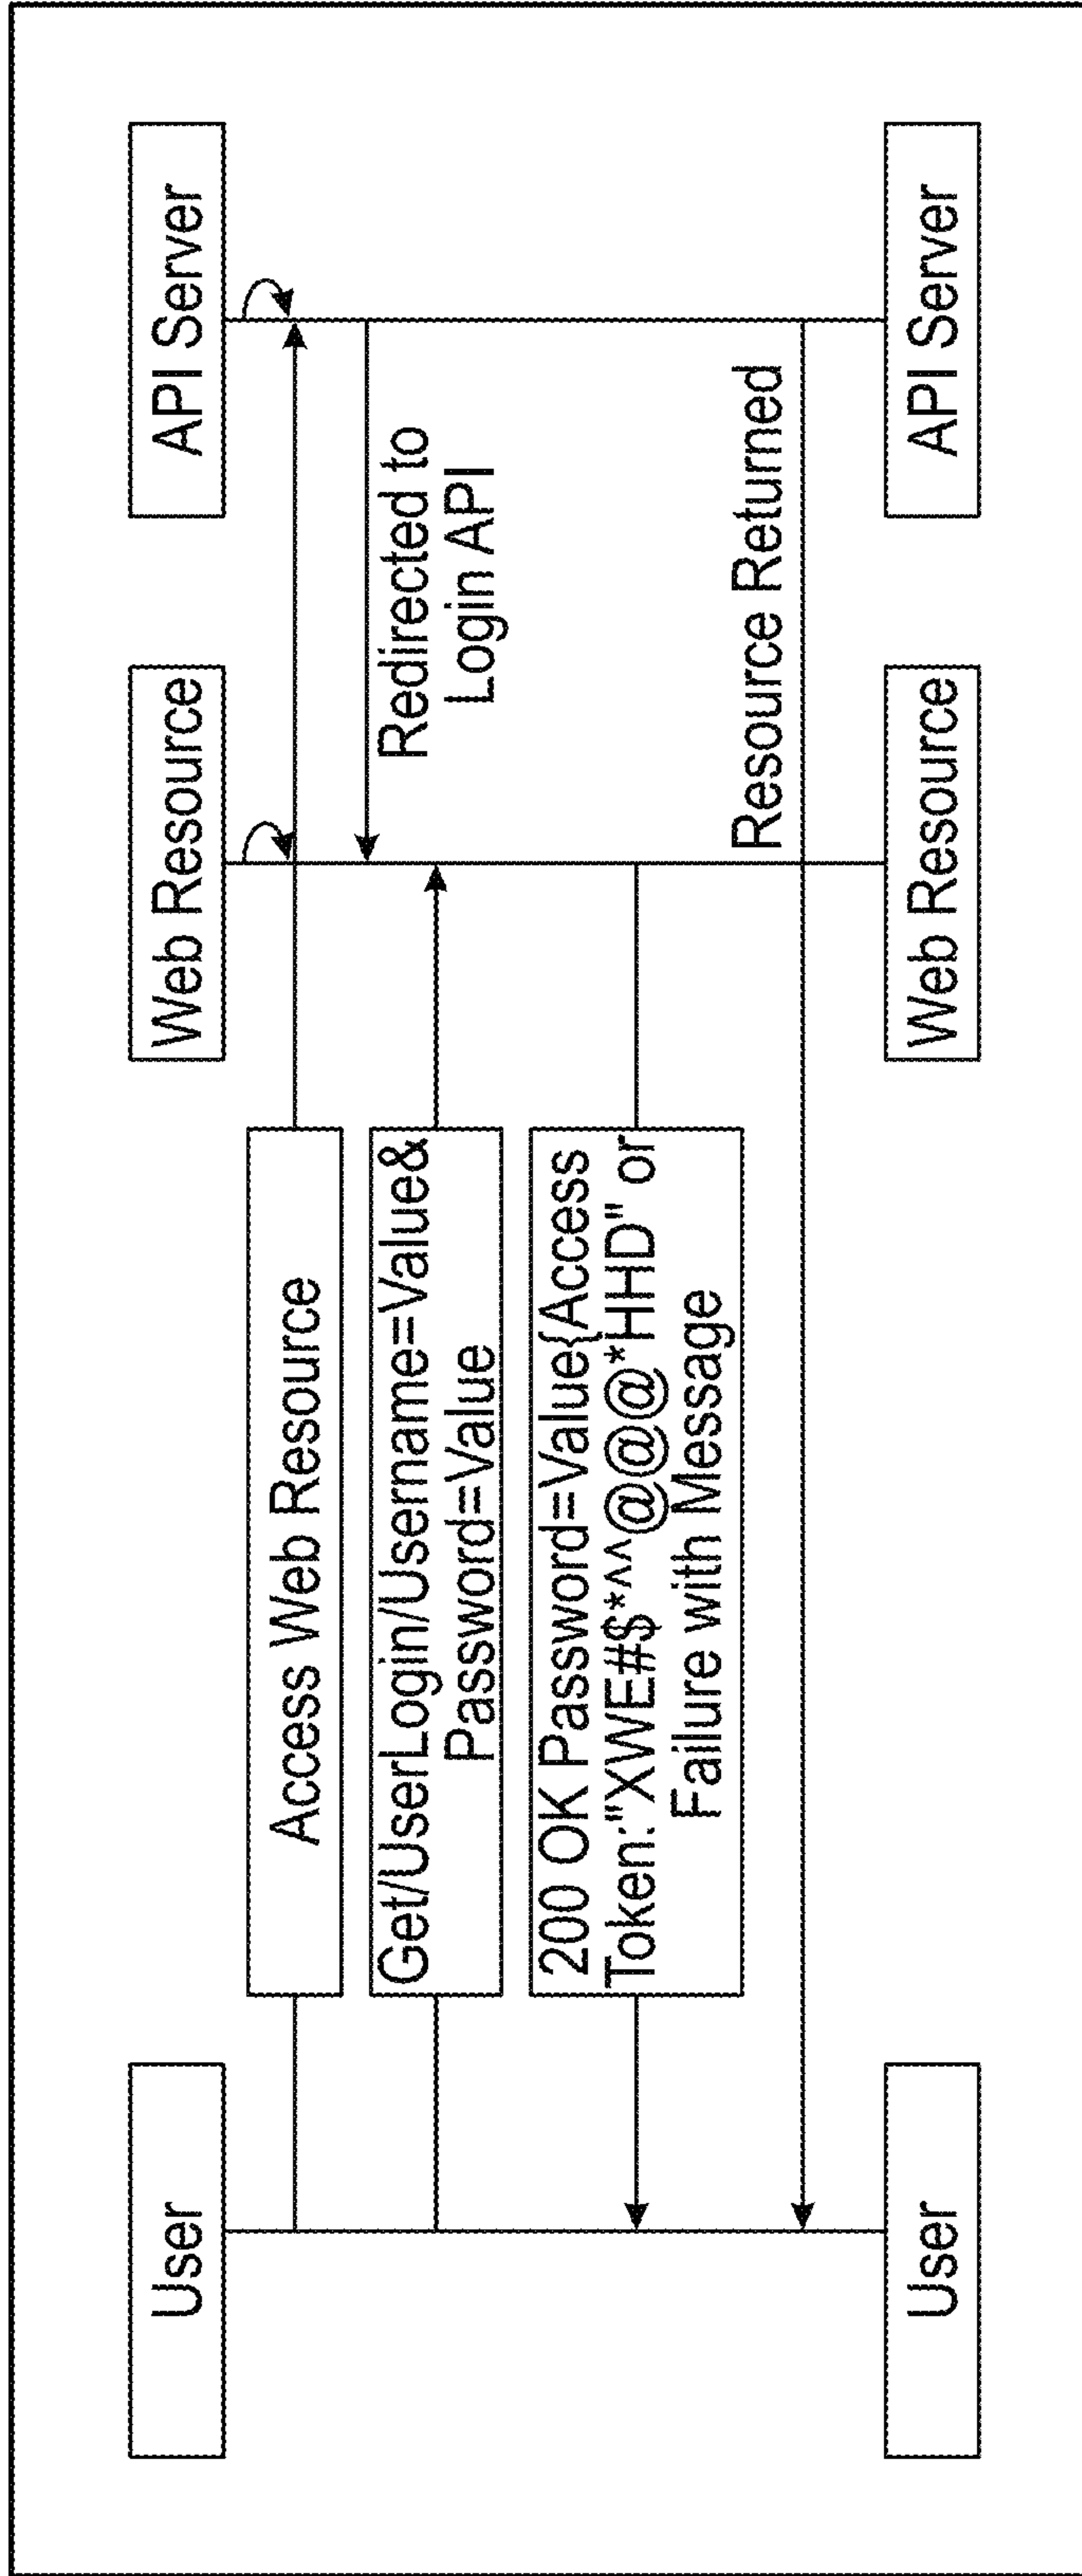 User
Web Resource
API Server
Access Web Resource
Redirected to
Login API
Get/UserLogin/Username=Value&
Password=Value
200 OK Password=Value{Access
Token:"XWE#$*^^@@@*HHD" or
Failure with Message
Resource Returned
User
Web Resource
API Server